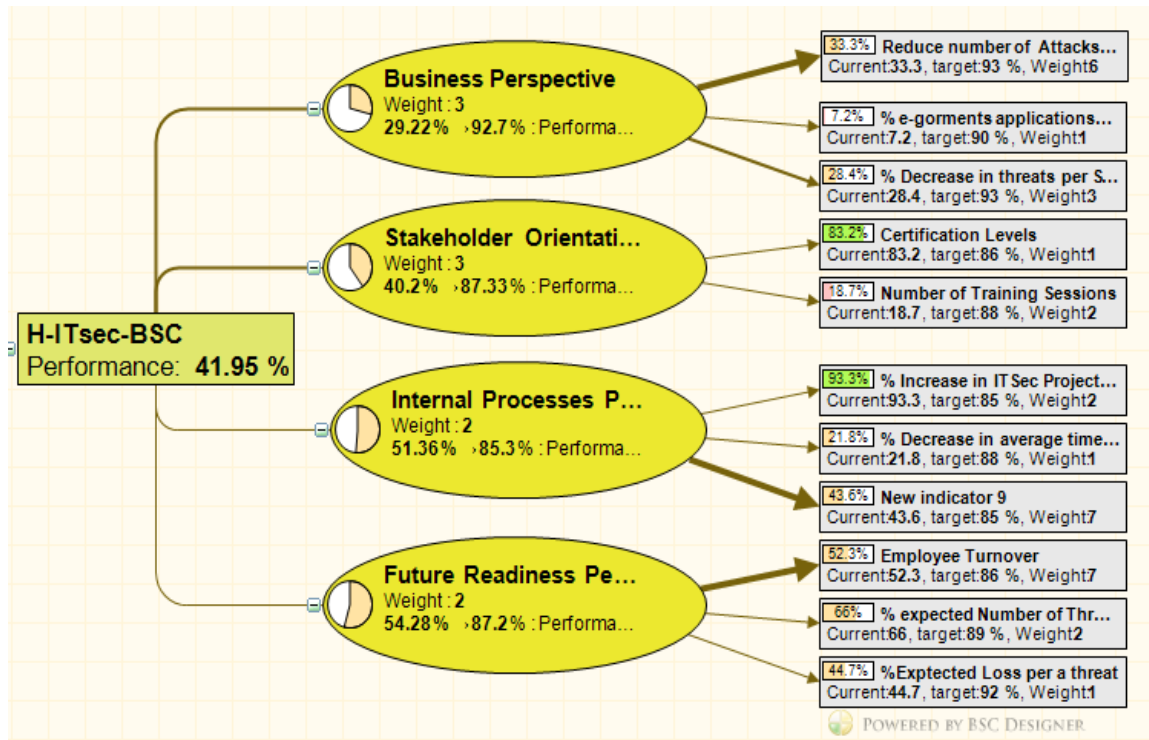 H-ITsec-BSC
Performance: 41.95 %
Business Perspective
Weight : 3
29.22% ›92.7% : Performa...
33.3% Reduce number of Attacks...
Current:33.3, target:93 %, Weight:6
7.2% % e-gorments applications...
Current:7.2, target:90 %, Weight:1
28.4% % Decrease in threats per S...
Current:28.4, target:93 %, Weight:3
Stakeholder Orientati...
Weight : 3
40.2% ›87.33% : Performa...
83.2% Certification Levels
Current:83.2, target:86 %, Weight:1
18.7% Number of Training Sessions
Current:18.7, target:88 %, Weight:2
Internal Processes P...
Weight : 2
51.36% ›85.3% : Performa...
93.3% % Increase in ITSec Project...
Current:93.3, target:85 %, Weight:2
21.8% % Decrease in average time...
Current:21.8, target:88 %, Weight:1
43.6% New indicator 9
Current:43.6, target:85 %, Weight:7
Future Readiness Pe...
Weight : 2
54.28% ›87.2% : Performa...
52.3% Employee Turnover
Current:52.3, target:86 %, Weight:7
66% % expected Number of Thr...
Current:66, target:89 %, Weight:2
44.7% %Exptected Loss per a threat
Current:44.7, target:92 %, Weight:1
POWERED BY BSC DESIGNER